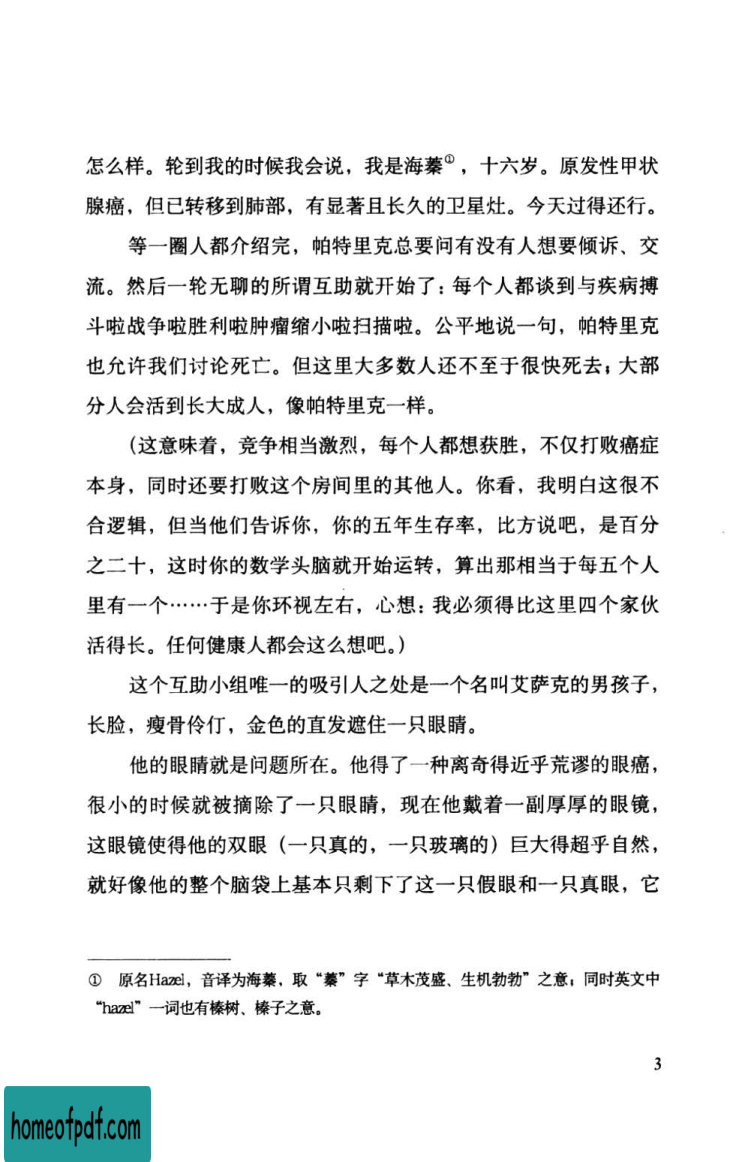 怎么样。轮到我的时候我会说，我是海蓁①，十六岁。原发性甲状
腺癌，但已转移到肺部，有显著且长久的卫星灶。今天过得还行。
等一圈人都介绍完，帕特里克总要问有没有人想要倾诉、交
流。然后一轮无聊的所谓互助就开始了：每个人都谈到与疾病搏
斗啦战争啦胜利啦肿瘤缩小啦扫描啦。公平地说一句，帕特里克
也允许我们讨论死亡。但这里大多数人还不至于很快死去；大部
分人会活到长大成人，像帕特里克一样。
（这意味着，竞争相当激烈，每个人都想获胜，不仅打败癌症
本身，同时还要打败这个房间里的其他人。你看，我明白这很不
合逻辑，但当他们告诉你，你的五年生存率，比方说吧，是百分
之二十，这时你的数学头脑就开始运转，算出那相当于每五个人
里有一个……于是你环视左右，心想：我必须得比这里四个家伙
活得长。任何健康人都会这么想吧。）
这个互助小组唯一的吸引人之处是一个名叫艾萨克的男孩子，
长脸，瘦骨伶仃，金色的直发遮住一只眼睛。
他的眼睛就是问题所在。他得了一种离奇得近乎荒谬的眼癌，
很小的时候就被摘除了一只眼睛，现在他戴着一副厚厚的眼镜，
这眼镜使得他的双眼（一只真的，一只玻璃的）巨大得超乎自然，
就好像他的整个脑袋上基本只剩下了这一只假眼和一只真眼，它
① 原名Hazel，音译为海蓁，取“蓁”字“草木茂盛、生机勃勃”之意；同时英文中
“hazel”一词也有榛树、榛子之意。
3
homeofpdf.com